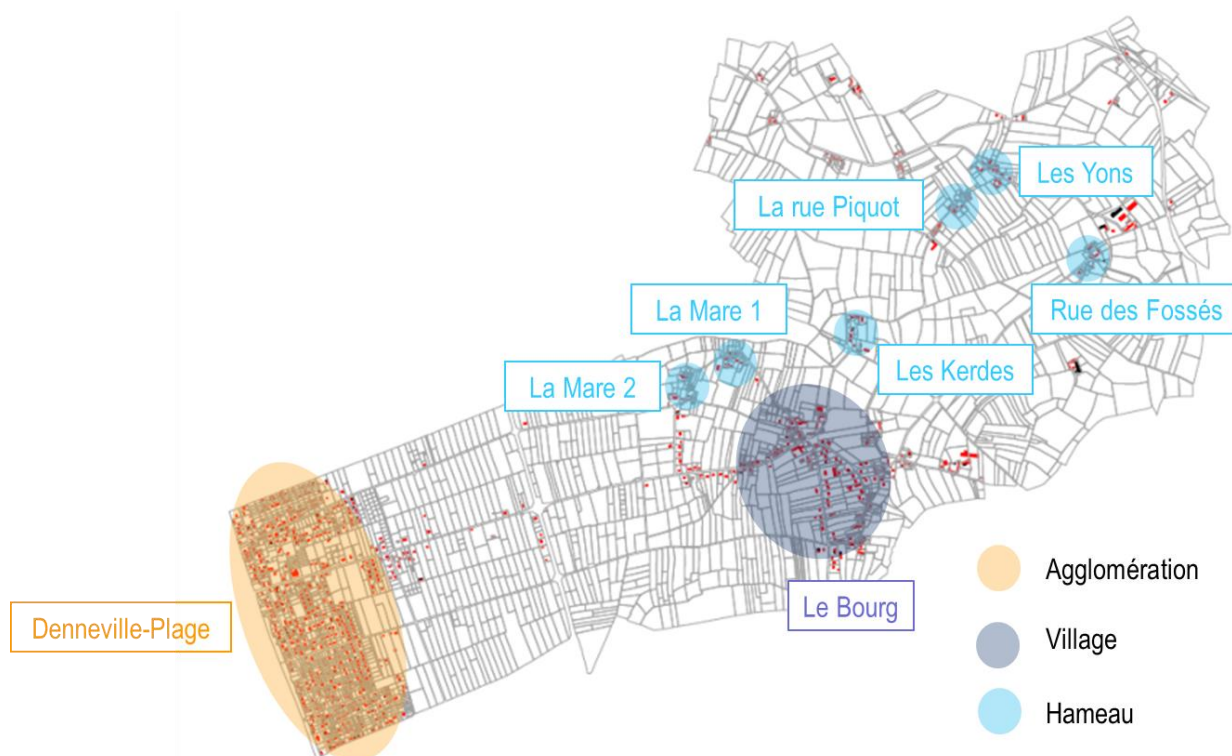 Les Yons
La rue Piquot
Rue des Fossés
La Mare 1
Les Kerdes
La Mare 2
Le Bourg
Denneville-Plage
Agglomération
Village
Hameau